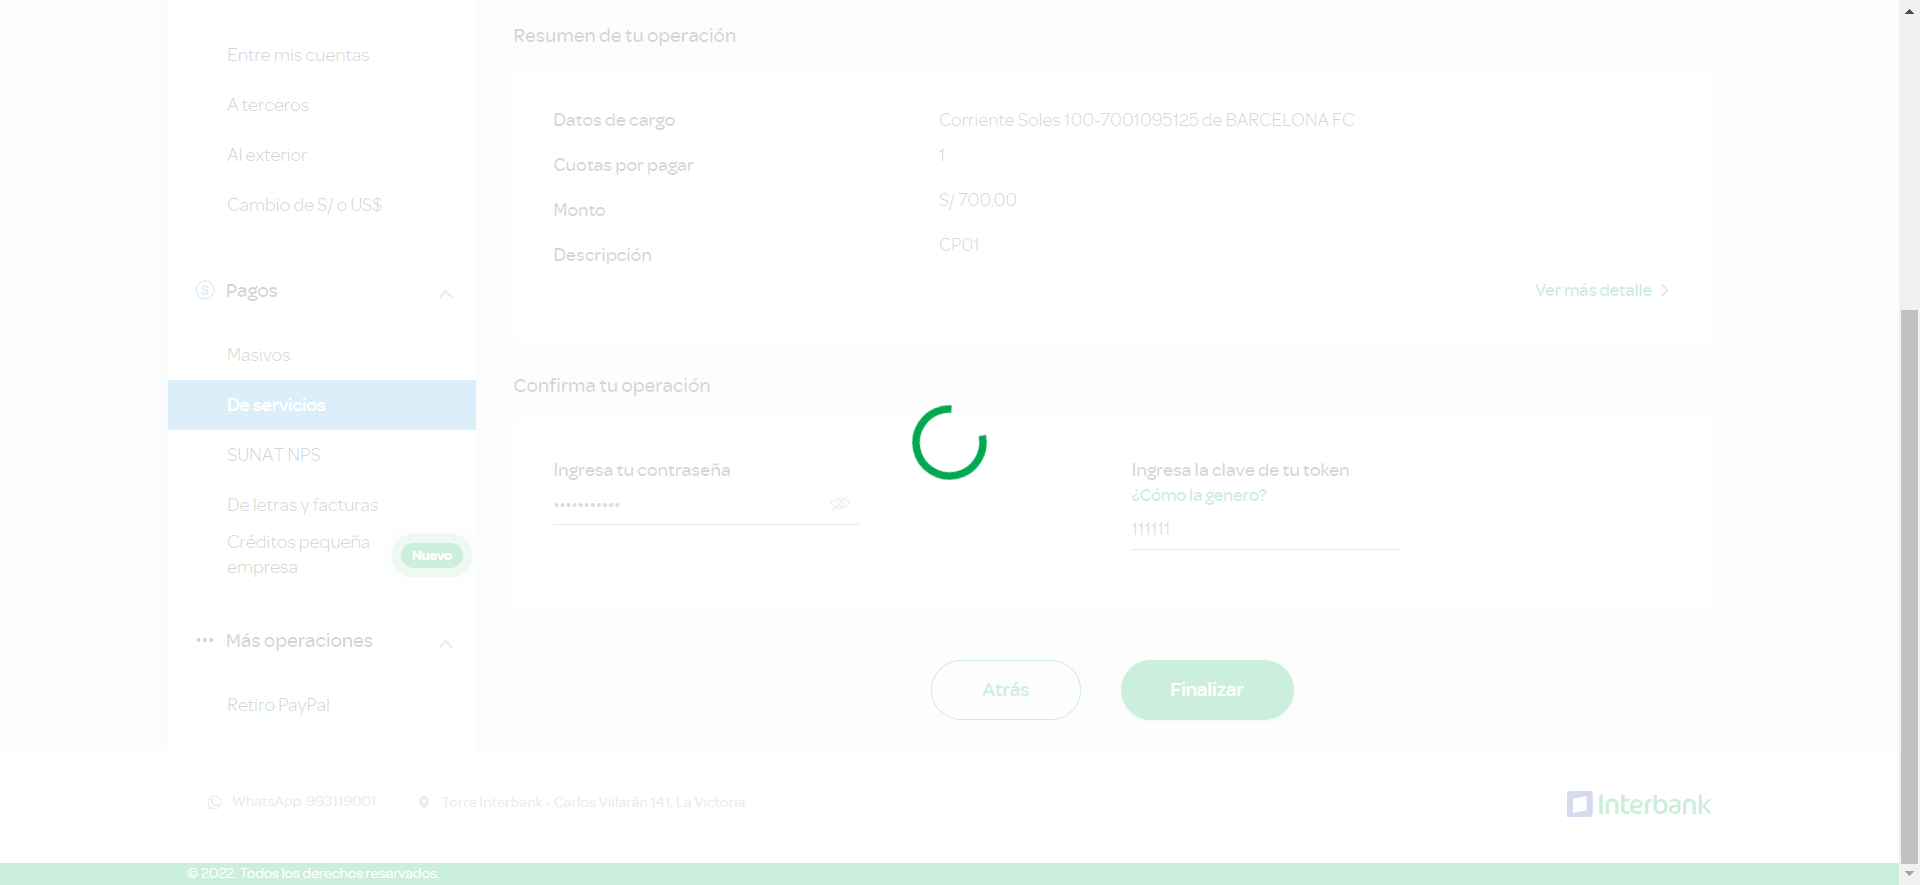 Entre mis cuentas
A terceros
Al exterior
Cambio de S/ o US$
Pagos
Masivos
De servicios
SUNAT NPS
De letras y facturas
Créditos pequeña
empresa
Nuevo
Más operaciones
Retiro PayPal
Resumen de tu operación
Datos de cargo
Corriente Soles 100-7001095125 de BARCELONA FC
Cuotas por pagar
1
Monto
S/ 700.00
Descripción
CP01
Ver más detalle
Confirma tu operación
Ingresa tu contraseña
•••••••••••
Ingresa la clave de tu token
¿Cómo la genero?
111111
Atrás
Finalizar
WhatsApp 993119001
Torre Interbank - Carlos Villarán 141, La Victoria
Interbank
© 2022. Todos los derechos reservados.